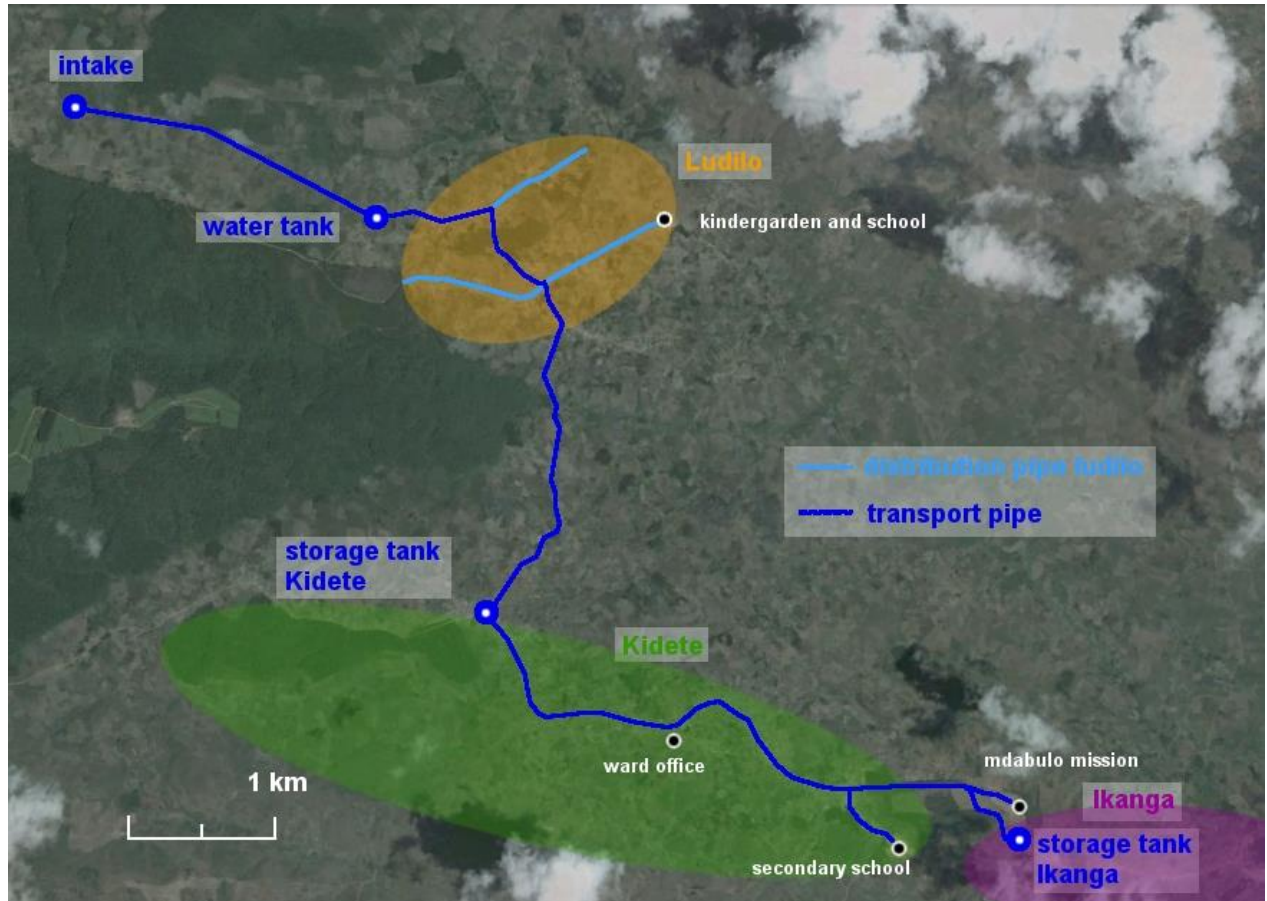 intake
Ludilo
water tank
kindergarden and school
distribution pipe ludilo
transport pipe
storage tank
Kidete
Kidete
ward office
1 km
mdabulo mission
Ikanga
secondary school
storage tank
Ikanga